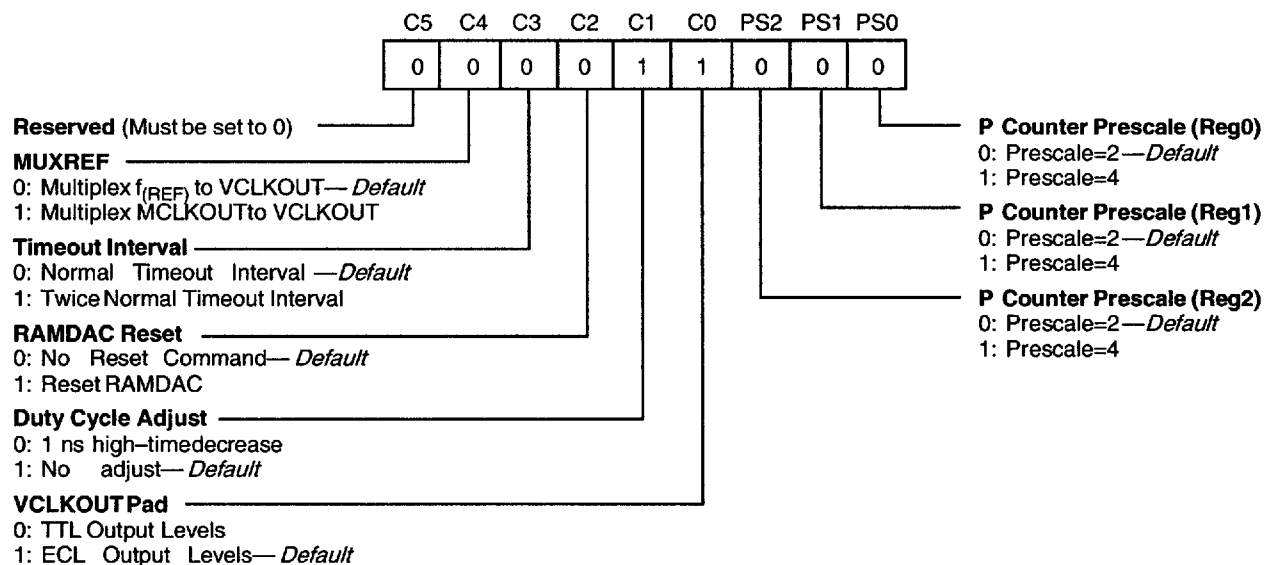 C5 C4 C3 C2 C1 C0 PS2 PS1 PS0
0 0 0 0 1 1 0 0 0
Reserved (Must be set to 0)
MUXREF
0: Multiplex f(REF) to VCLKOUT— Default
1: Multiplex MCLKOUT to VCLKOUT
Timeout Interval
0: Normal Timeout Interval —Default
1: Twice Normal Timeout Interval
RAMDAC Reset
0: No Reset Command— Default
1: Reset RAMDAC
Duty Cycle Adjust
0: 1 ns high–timedecrease
1: No adjust— Default
VCLKOUT Pad
0: TTL Output Levels
1: ECL Output Levels— Default
P Counter Prescale (Reg0)
0: Prescale=2—Default
1: Prescale=4
P Counter Prescale (Reg1)
0: Prescale=2—Default
1: Prescale=4
P Counter Prescale (Reg2)
0: Prescale=2—Default
1: Prescale=4